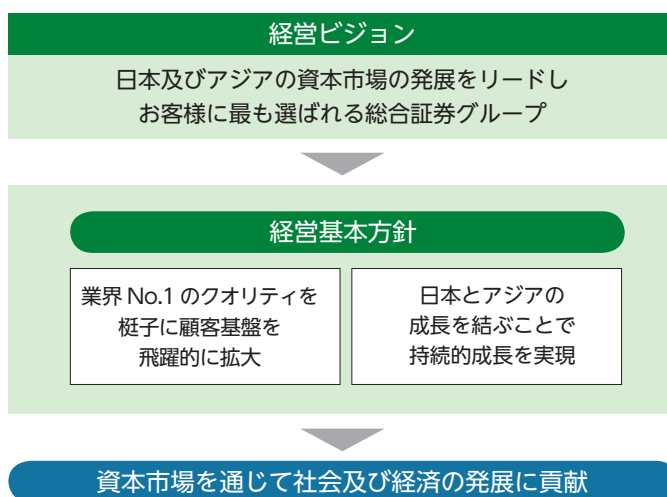 経営ビジョン
日本及びアジアの資本市場の発展をリードし
お客様に最も選ばれる総合証券グループ
経営基本方針
業界 No.1 のクオリティを
梃子に顧客基盤を
飛躍的に拡大
日本とアジアの
成長を結ぶことで
持続的成長を実現
資本市場を通じて社会及び経済の発展に貢献